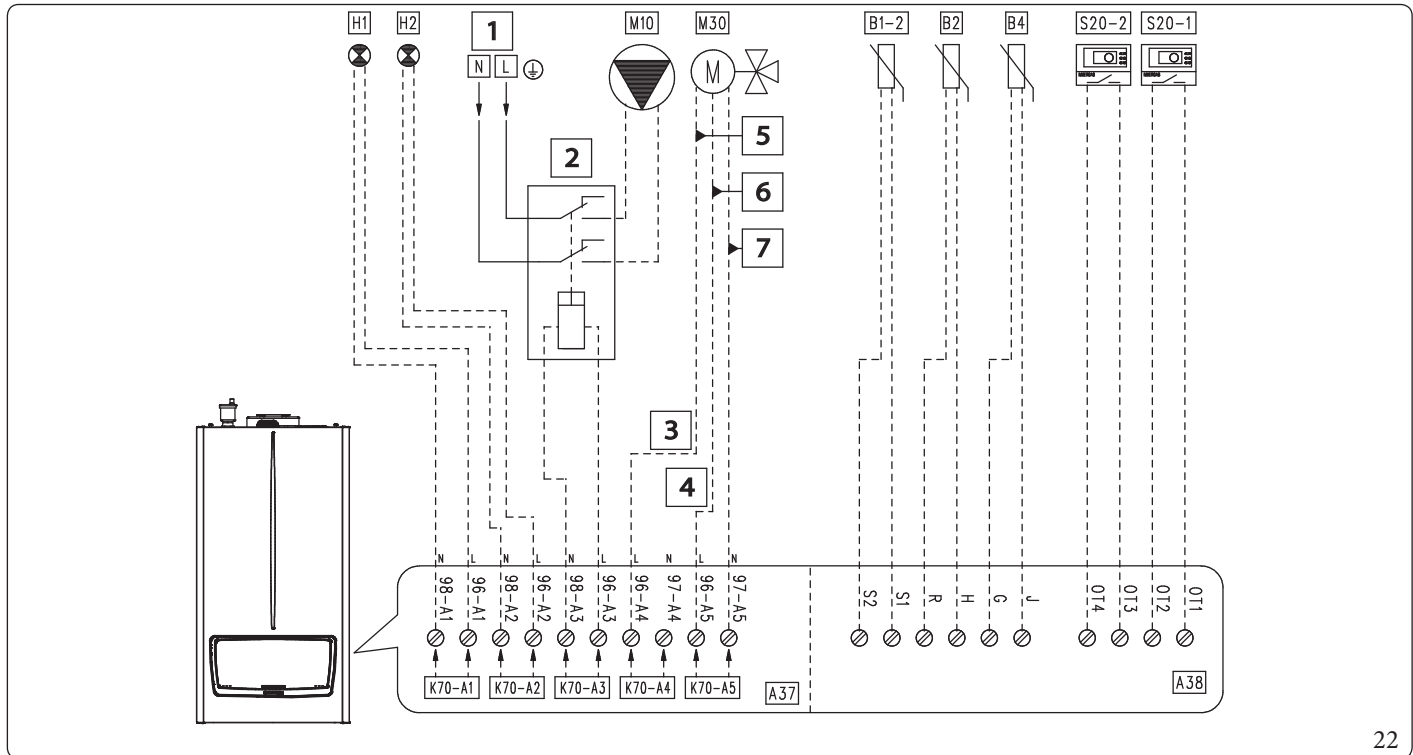 H1 H2 1 M10 M30 B1-2 B2 B4 S20-2 S20-1
N L
M
2
5
6
7
3
4
N L N L N L L N L N
98-A1 96-A1 98-A2 96-A2 98-A3 96-A3 96-A4 97-A4 96-A5 97-A5 S2 S1 R H G J OT4 OT3 OT2 OT1
K70-A1 K70-A2 K70-A3 K70-A4 K70-A5 A37 A38
22